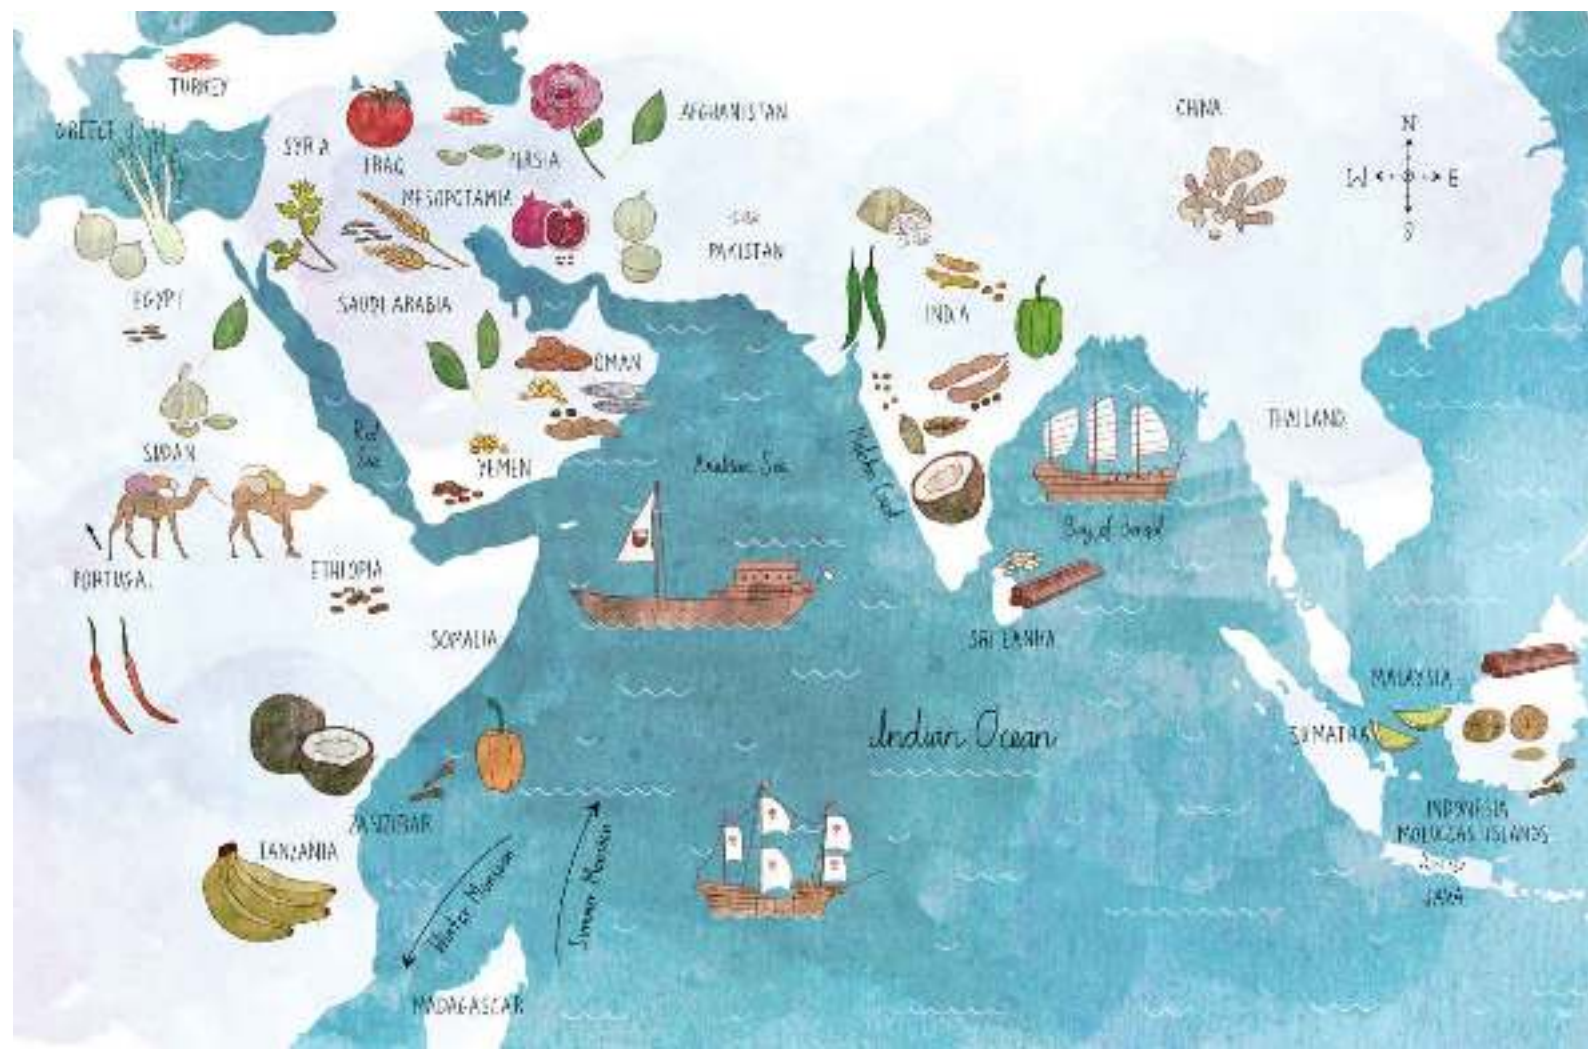 TURKEY
GREECE
SYRIA
IRAQ
PERSIA
AFGHANISTAN
MESOPOTAMIA
PAKISTAN
CHINA
N
W
E
S
EGYPT
SAUDI ARABIA
INDIA
OMAN
SUDAN
Red
Sea
YEMEN
Arabian Sea
Malabar Coast
THAILAND
Bay of Bengal
PORTUGAL
ETHIOPIA
SOMALIA
SRI LANKA
MALAYSIA
SUMATRA
Indian Ocean
ZANZIBAR
TANZANIA
Winter Monsoon
Summer Monsoon
INDONESIA
MOLUCCAS ISLANDS
JAVA
MADAGASCAR